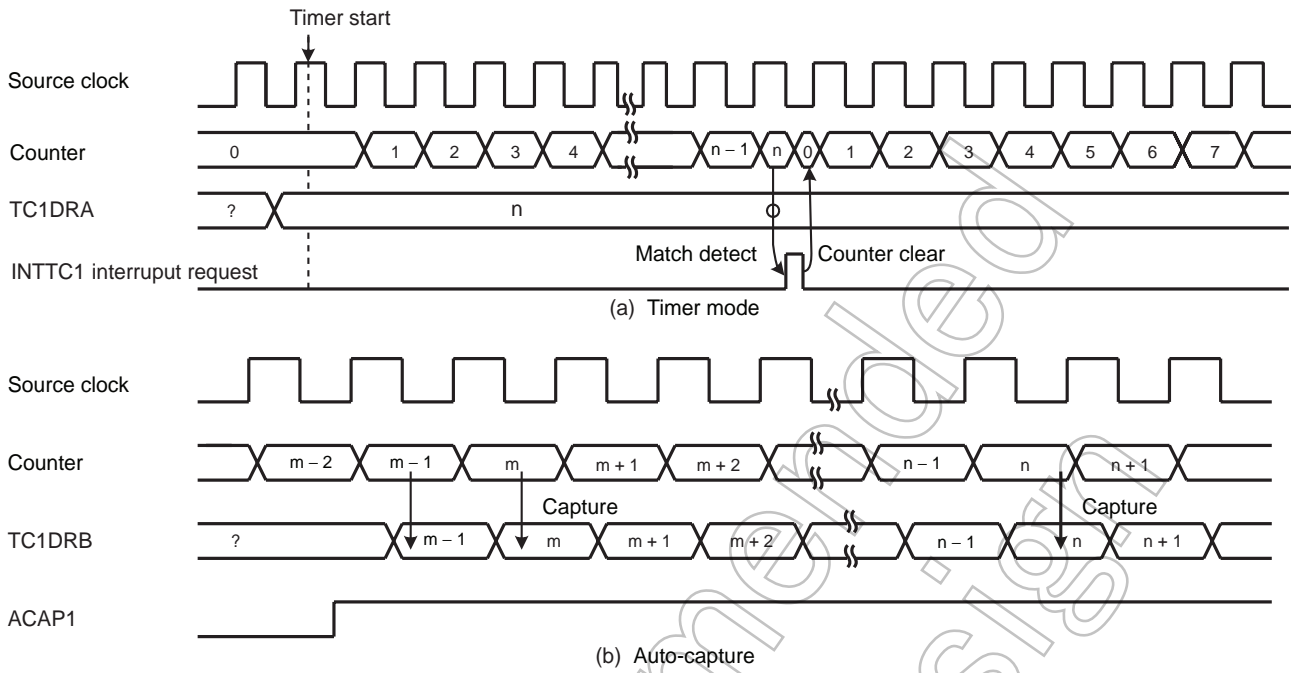 Timer start
Source clock
Counter 0 1 2 3 4 n – 1 n 0 1 2 3 4 5 6 7
TC1DRA ? n
Match detect Counter clear
INTTC1 interruput request
(a) Timer mode
Source clock
Counter m – 2 m – 1 m m + 1 m + 2 n – 1 n n + 1
Capture Capture
TC1DRB ? m – 1 m m + 1 m + 2 n – 1 n n + 1
ACAP1
(b) Auto-capture